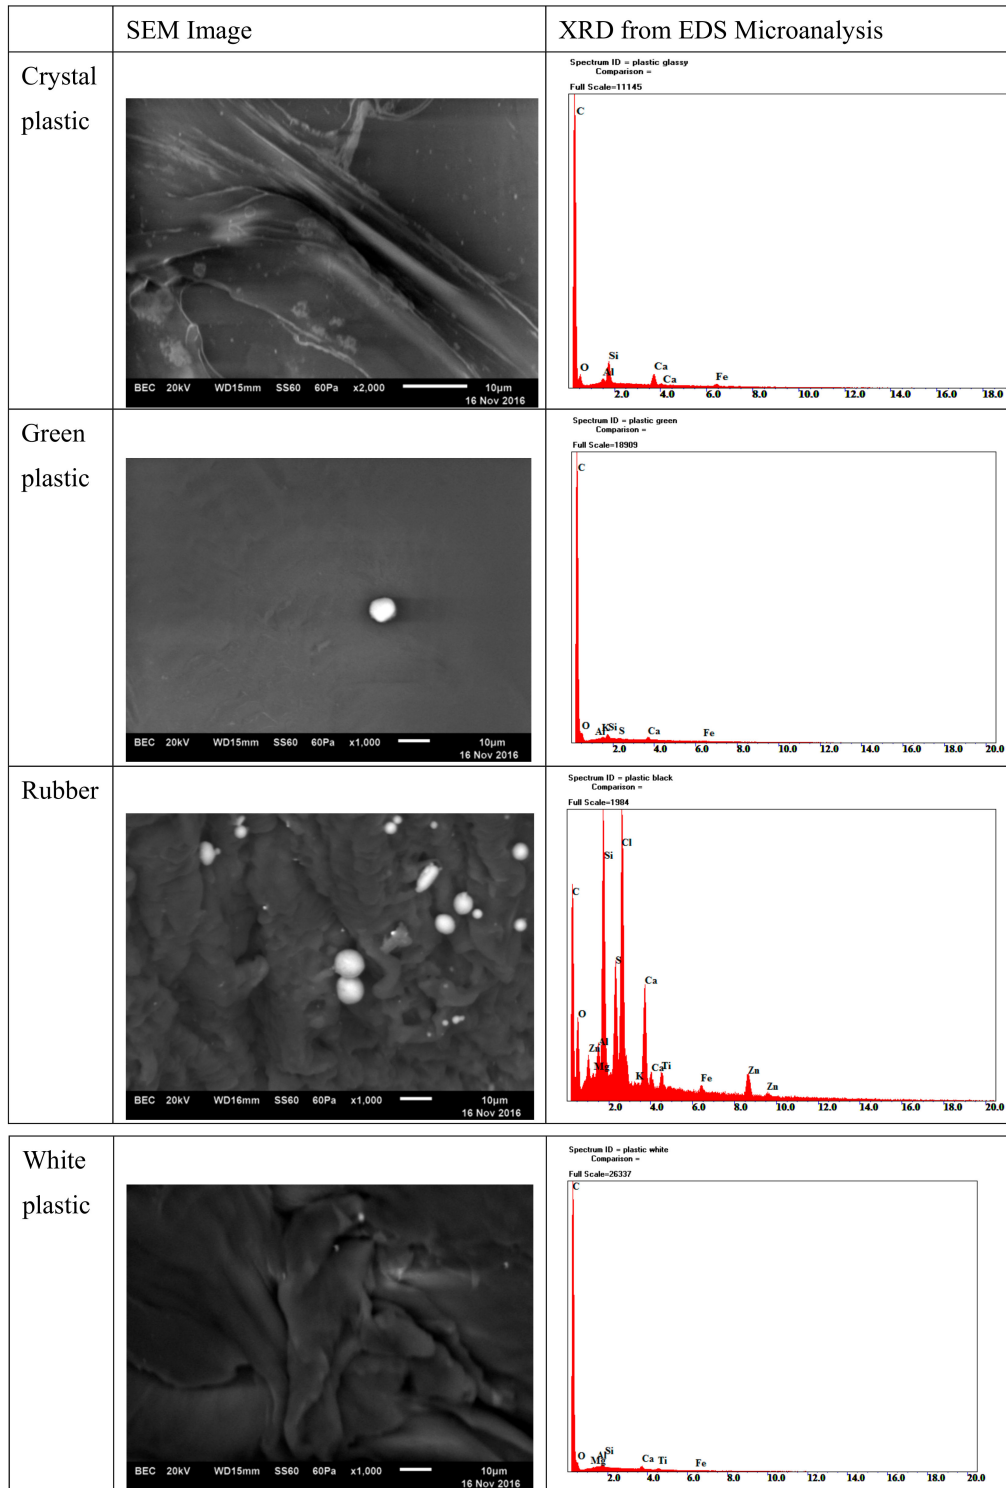 SEM Image
XRD from EDS Microanalysis
Crystal
plastic
BEC 20kV WD15mm SS60 60Pa x2,000 10μm
16 Nov 2016
Spectrum ID = plastic glassy
Comparison =
Full Scale=11145
C
O
Al
Si
Ca
Ca
Fe
2.0 4.0 6.0 8.0 10.0 12.0 14.0 16.0 18.0
Green
plastic
BEC 20kV WD15mm SS60 60Pa x1,000 10μm
16 Nov 2016
Spectrum ID = plastic green
Comparison =
Full Scale=18909
C
O
Al
K
Si
S
Ca
Fe
2.0 4.0 6.0 8.0 10.0 12.0 14.0 16.0 18.0 20.0
Rubber
BEC 20kV WD16mm SS60 60Pa x1,000 10μm
16 Nov 2016
Spectrum ID = plastic black
Comparison =
Full Scale=1984
C
O
Zn
Mg
Al
Si
S
Cl
K
Ca
Ca
Ti
Fe
Zn
Zn
2.0 4.0 6.0 8.0 10.0 12.0 14.0 16.0 18.0 20.0
White
plastic
BEC 20kV WD15mm SS60 60Pa x1,000 10μm
16 Nov 2016
Spectrum ID = plastic white
Comparison =
Full Scale=26337
C
O
Mg
Al
Si
Ca
Ti
Fe
2.0 4.0 6.0 8.0 10.0 12.0 14.0 16.0 18.0 20.0